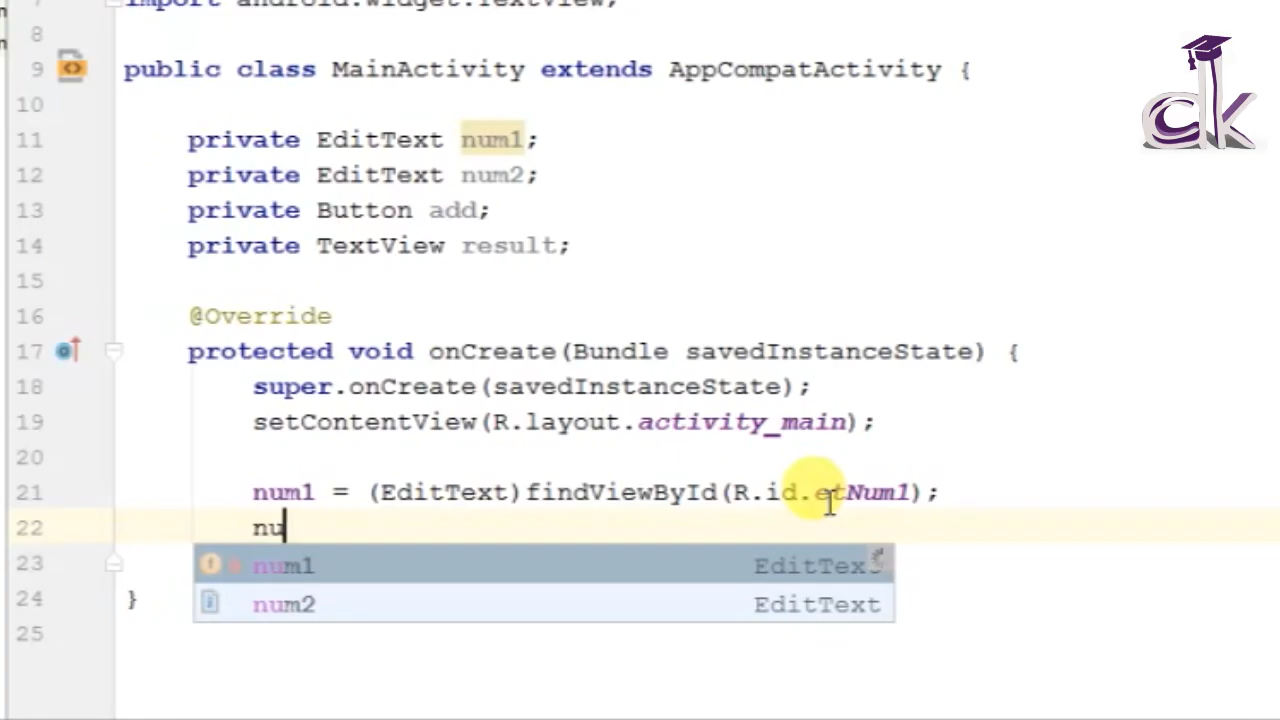 7 import android.widget.TextView;
8
9 public class MainActivity extends AppCompatActivity {
10
11 private EditText num1;
12 private EditText num2;
13 private Button add;
14 private TextView result;
15
16 @Override
17 protected void onCreate(Bundle savedInstanceState) {
18 super.onCreate(savedInstanceState);
19 setContentView(R.layout.activity_main);
20
21 num1 = (EditText)findViewById(R.id.etNum1);
22 nu
23 num1 EditText
24 } num2 EditText
25
ck